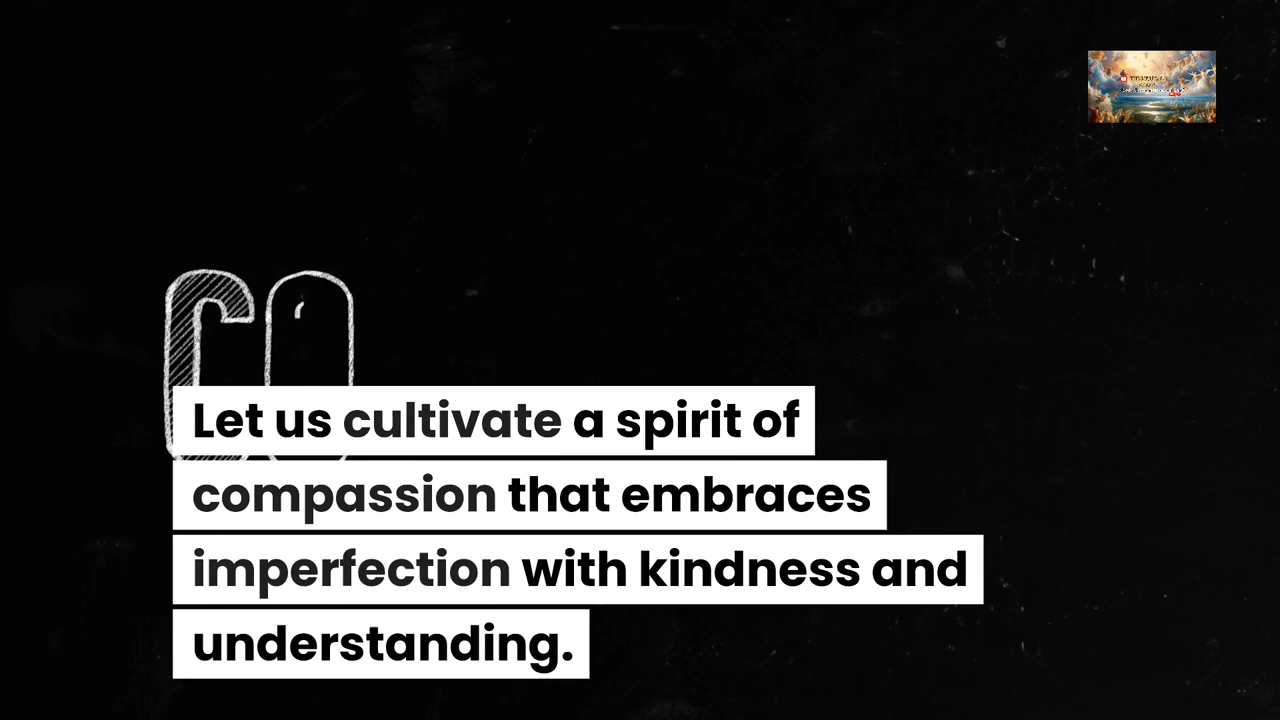 Let us cultivate a spirit of
compassion that embraces
imperfection with kindness and
understanding.